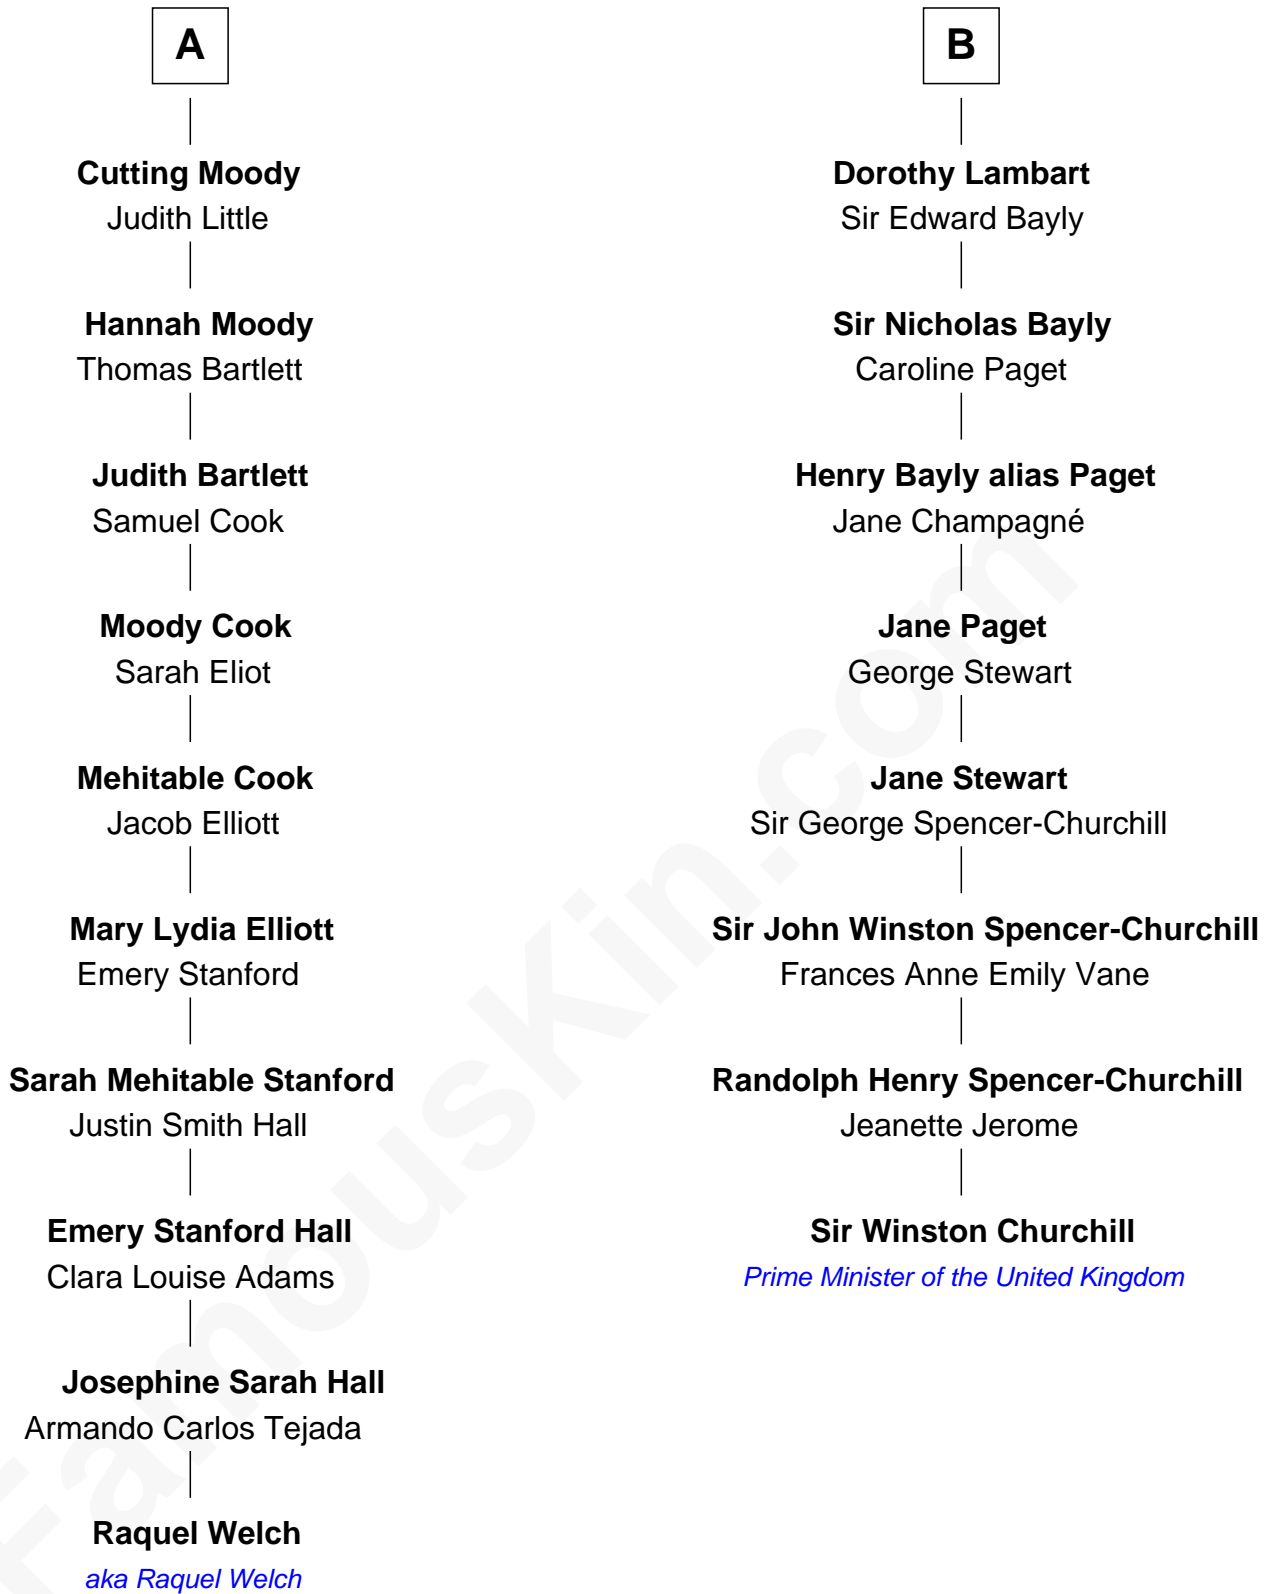 A
Cutting Moody
Judith Little
Hannah Moody
Thomas Bartlett
Judith Bartlett
Samuel Cook
Moody Cook
Sarah Eliot
Mehitable Cook
Jacob Elliott
Mary Lydia Elliott
Emery Stanford
Sarah Mehitable Stanford
Justin Smith Hall
Emery Stanford Hall
Clara Louise Adams
Josephine Sarah Hall
Armando Carlos Tejada
Raquel Welch
aka Raquel Welch
B
Dorothy Lambart
Sir Edward Bayly
Sir Nicholas Bayly
Caroline Paget
Henry Bayly alias Paget
Jane Champagné
Jane Paget
George Stewart
Jane Stewart
Sir George Spencer-Churchill
Sir John Winston Spencer-Churchill
Frances Anne Emily Vane
Randolph Henry Spencer-Churchill
Jeanette Jerome
Sir Winston Churchill
Prime Minister of the United Kingdom
FamousKin.com